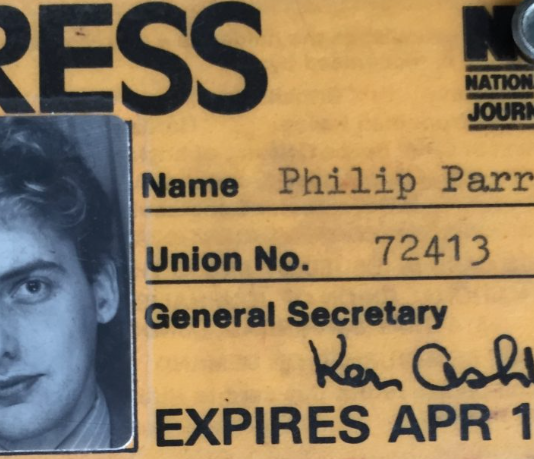 RESS
N
NATION
JOURN
Name Philip Parr
Union No. 72413
General Secretary
Ken Ash
EXPIRES APR 1